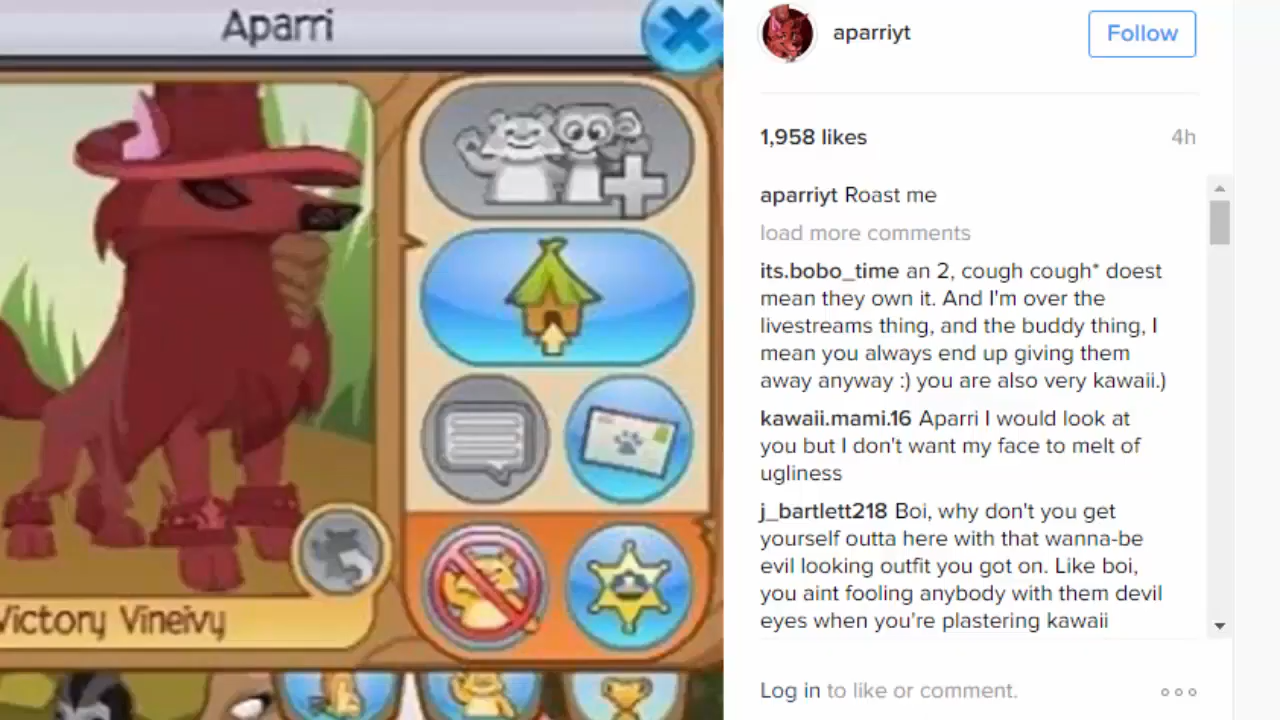 Aparri
Victory Vineivy
aparriyt
Follow
1,958 likes
4h
aparriyt Roast me
load more comments
its.bobo_time an 2, cough cough* doest
mean they own it. And I'm over the
livestreams thing, and the buddy thing, I
mean you always end up giving them
away anyway :) you are also very kawaii.)
kawaii.mami.16 Aparri I would look at
you but I don't want my face to melt of
ugliness
j_bartlett218 Boi, why don't you get
yourself outta here with that wanna-be
evil looking outfit you got on. Like boi,
you aint fooling anybody with them devil
eyes when you're plastering kawaii
Log in to like or comment.